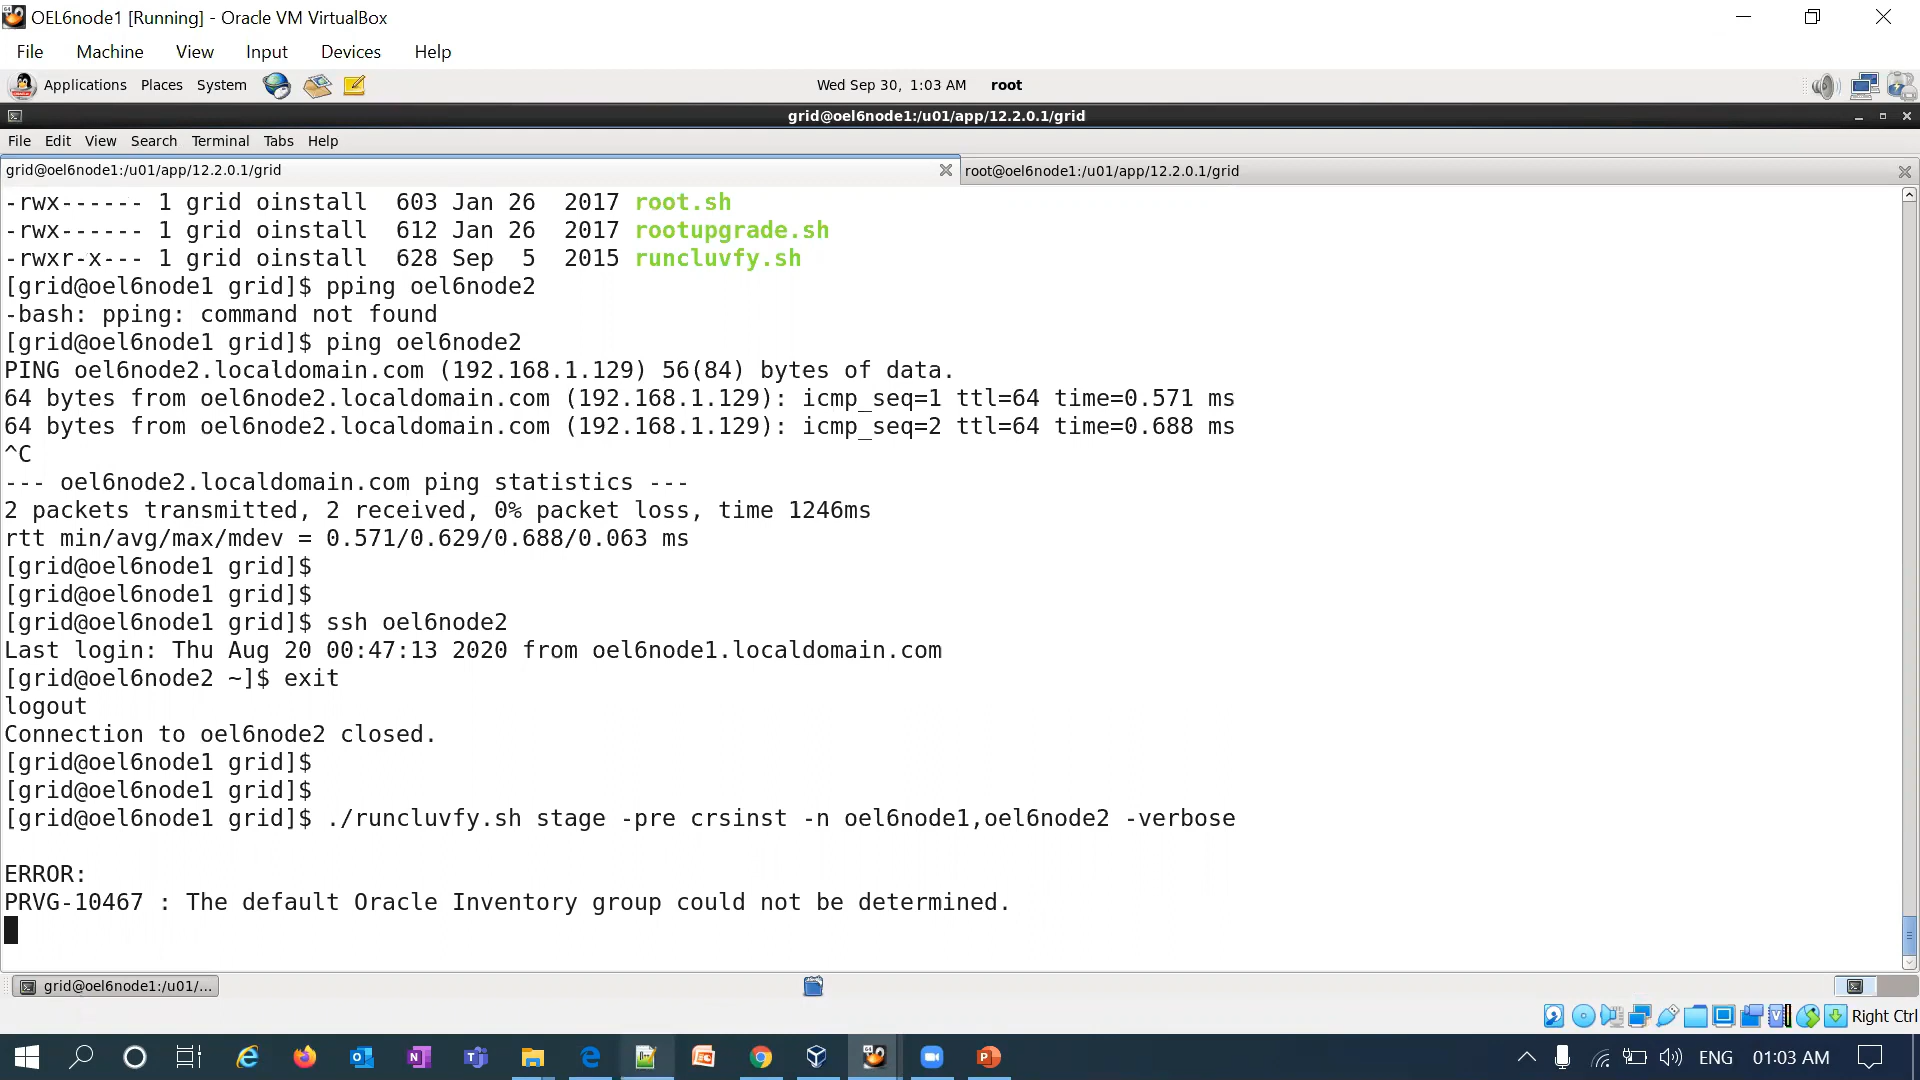 OEL6node1 [Running] - Oracle VM VirtualBox
File Machine View Input Devices Help
Applications Places System Wed Sep 30, 1:03 AM root
grid@oel6node1:/u01/app/12.2.0.1/grid
File Edit View Search Terminal Tabs Help
grid@oel6node1:/u01/app/12.2.0.1/grid root@oel6node1:/u01/app/12.2.0.1/grid
-rwx------ 1 grid oinstall  603 Jan 26  2017 root.sh
-rwx------ 1 grid oinstall  612 Jan 26  2017 rootupgrade.sh
-rwxr-x--- 1 grid oinstall  628 Sep  5  2015 runcluvfy.sh
[grid@oel6node1 grid]$ pping oel6node2
-bash: pping: command not found
[grid@oel6node1 grid]$ ping oel6node2
PING oel6node2.localdomain.com (192.168.1.129) 56(84) bytes of data.
64 bytes from oel6node2.localdomain.com (192.168.1.129): icmp_seq=1 ttl=64 time=0.571 ms
64 bytes from oel6node2.localdomain.com (192.168.1.129): icmp_seq=2 ttl=64 time=0.688 ms
^C
--- oel6node2.localdomain.com ping statistics ---
2 packets transmitted, 2 received, 0% packet loss, time 1246ms
rtt min/avg/max/mdev = 0.571/0.629/0.688/0.063 ms
[grid@oel6node1 grid]$
[grid@oel6node1 grid]$
[grid@oel6node1 grid]$ ssh oel6node2
Last login: Thu Aug 20 00:47:13 2020 from oel6node1.localdomain.com
[grid@oel6node2 ~]$ exit
logout
Connection to oel6node2 closed.
[grid@oel6node1 grid]$
[grid@oel6node1 grid]$
[grid@oel6node1 grid]$ ./runcluvfy.sh stage -pre crsinst -n oel6node1,oel6node2 -verbose
ERROR:
PRVG-10467 : The default Oracle Inventory group could not be determined.
grid@oel6node1:/u01/...
Right Ctrl
ENG 01:03 AM